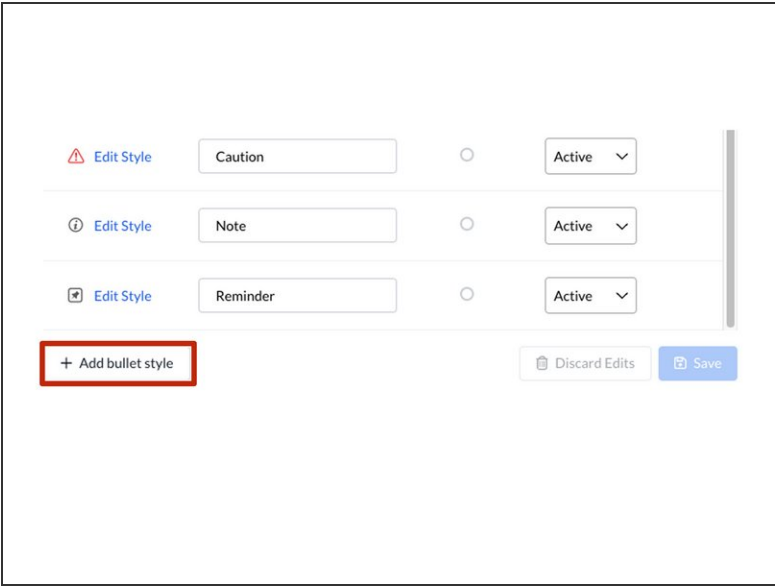 Edit Style Caution Active
Edit Style Note Active
Edit Style Reminder Active
+ Add bullet style Discard Edits Save